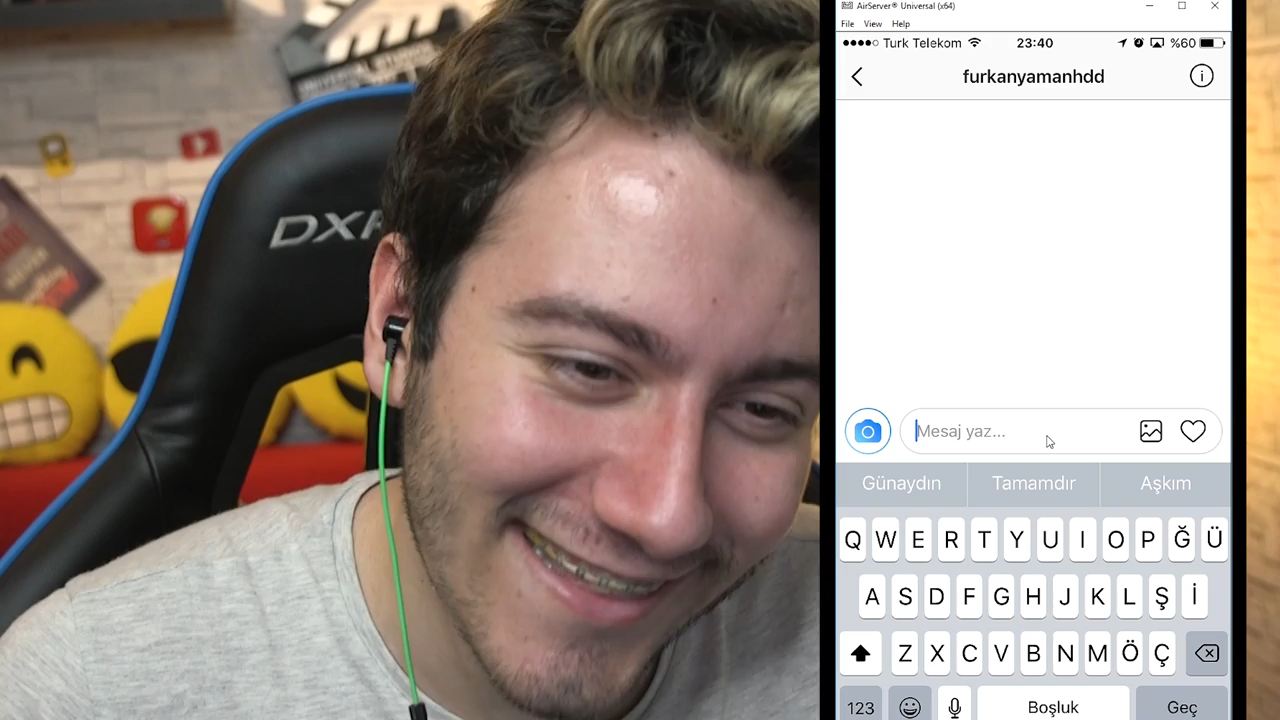 DXR
AirServer® Universal (x64)
File View Help
Turk Telekom 23:40 %60
furkanyamanhdd
Mesaj yaz...
Günaydın Tamamdır Aşkım
Q W E R T Y U I O P Ğ Ü
A S D F G H J K L Ş İ
Z X C V B N M Ö Ç
123 Boşluk Geç